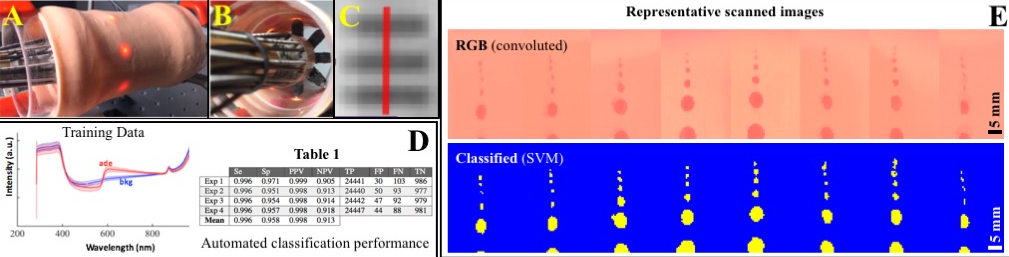 A
B
C
Training Data
D
Intensity (a.u.)
ade
bkg
200 400 600 800
Wavelength (nm)
Table 1
Se Sp PPV NPV TP FP FN TN
Exp 1 0.996 0.971 0.999 0.905 24441 30 103 986
Exp 2 0.996 0.951 0.998 0.913 24440 50 93 977
Exp 3 0.996 0.954 0.998 0.914 24442 47 92 979
Exp 4 0.996 0.957 0.998 0.918 24447 44 88 981
Mean 0.996 0.958 0.998 0.913
Automated classification performance
Representative scanned images
E
RGB (convoluted)
5 mm
Classified (SVM)
5 mm